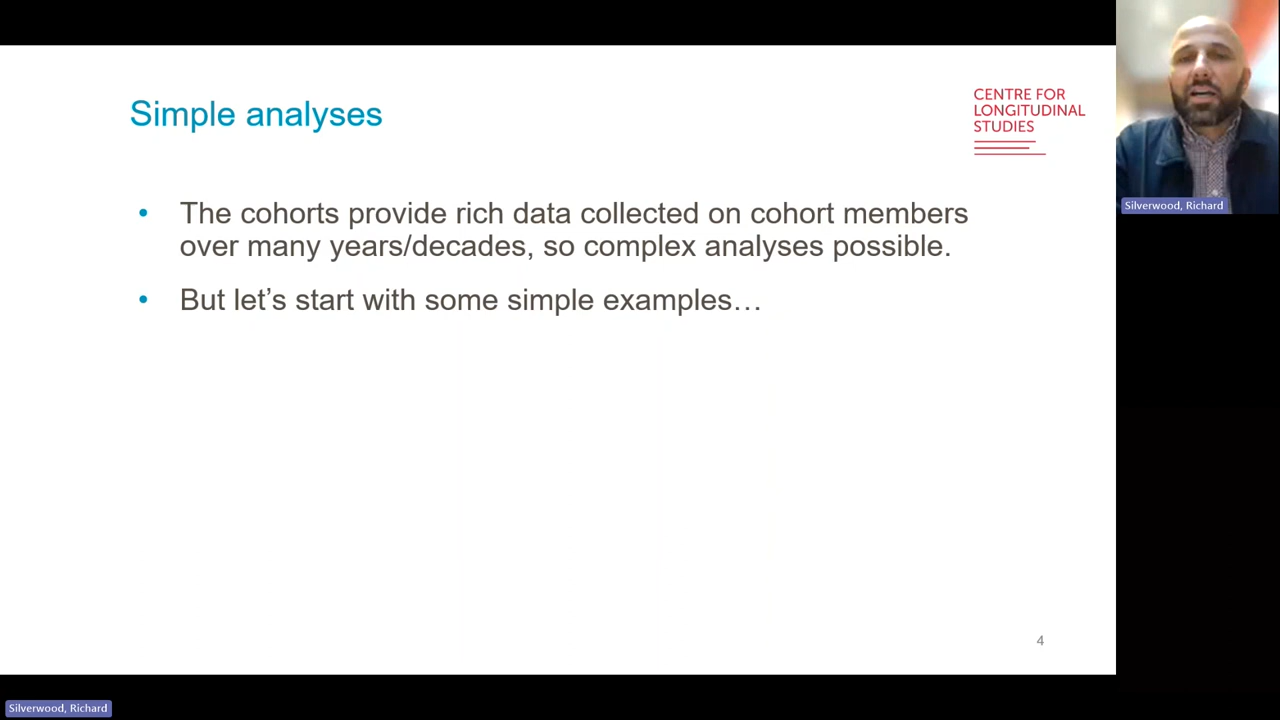 Simple analyses
CENTRE FOR
LONGITUDINAL
STUDIES
• The cohorts provide rich data collected on cohort members
over many years/decades, so complex analyses possible.
• But let’s start with some simple examples…
4
Silverwood, Richard
Silverwood, Richard